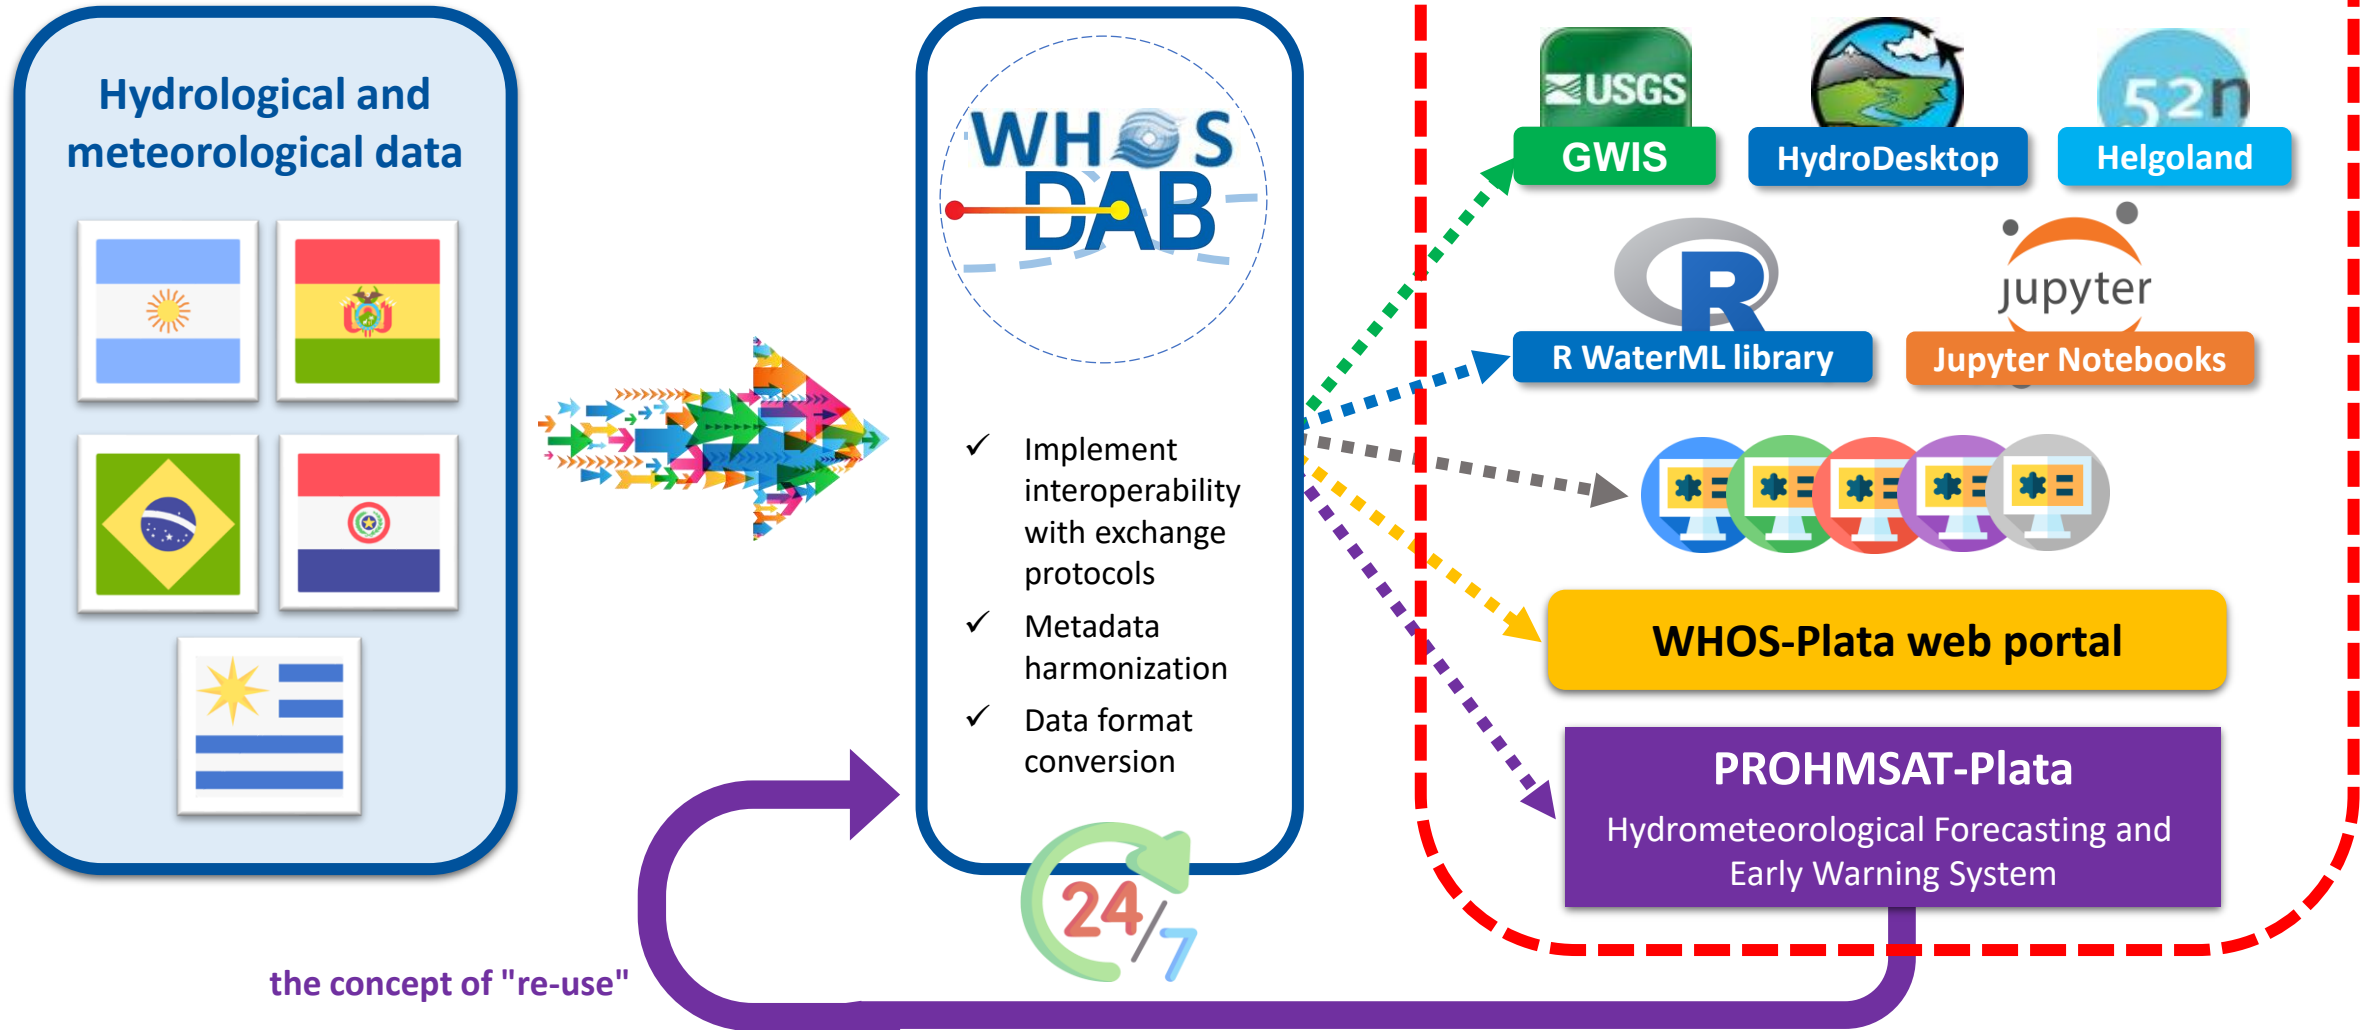 Hydrological and
meteorological data
WHOS
DAB
✓ Implement
interoperability
with exchange
protocols
✓ Metadata
harmonization
✓ Data format
conversion
24/7
the concept of "re-use"
USGS
GWIS
HydroDesktop
52n
Helgoland
R
R WaterML library
jupyter
Jupyter Notebooks
WHOS-Plata web portal
PROHMSAT-Plata
Hydrometeorological Forecasting and
Early Warning System